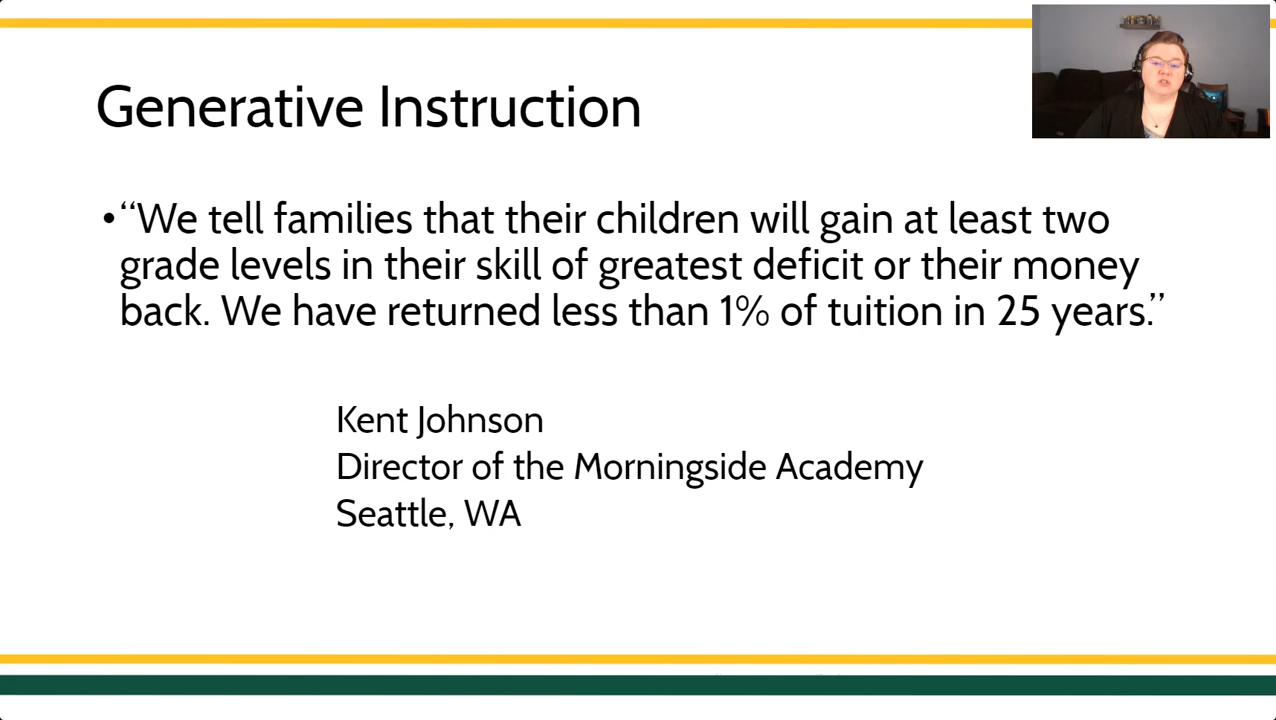 Generative Instruction
•“We tell families that their children will gain at least two
grade levels in their skill of greatest deficit or their money
back. We have returned less than 1% of tuition in 25 years.”
Kent Johnson
Director of the Morningside Academy
Seattle, WA